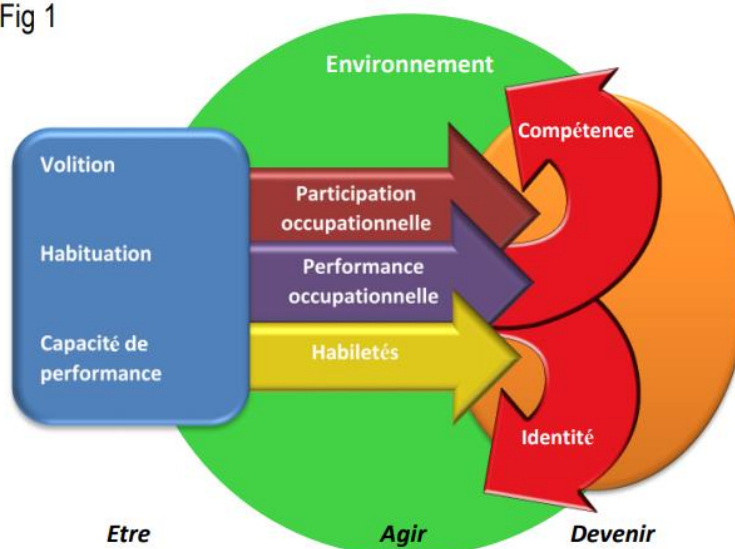 Fig 1
Environnement
Compétence
Volition
Participation
occupationnelle
Habituation
Performance
occupationnelle
Capacité de
performance
Habiletés
Identité
Etre
Agir
Devenir